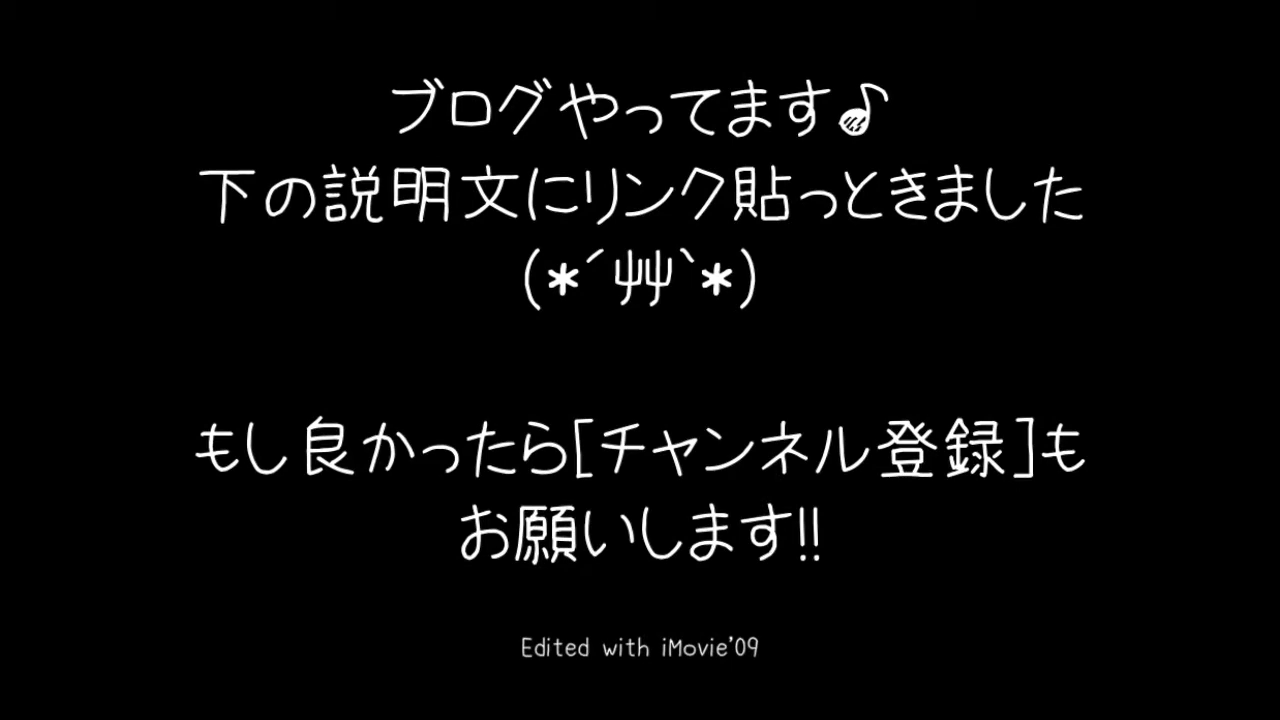 ブログやってます♪
下の説明文にリンク貼っときました
(*´艸`*)
もし良かったら[チャンネル登録]も
お願いします!!
Edited with iMovie'09